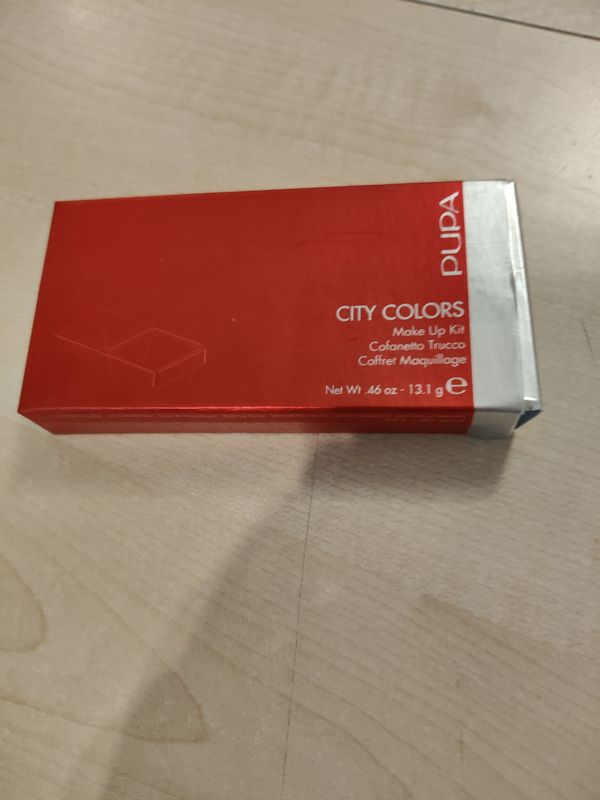 PUPA
CITY COLORS
Make Up Kit
Cofanetto Trucco
Coffret Maquillage
Net Wt .46 oz - 13.1 g e